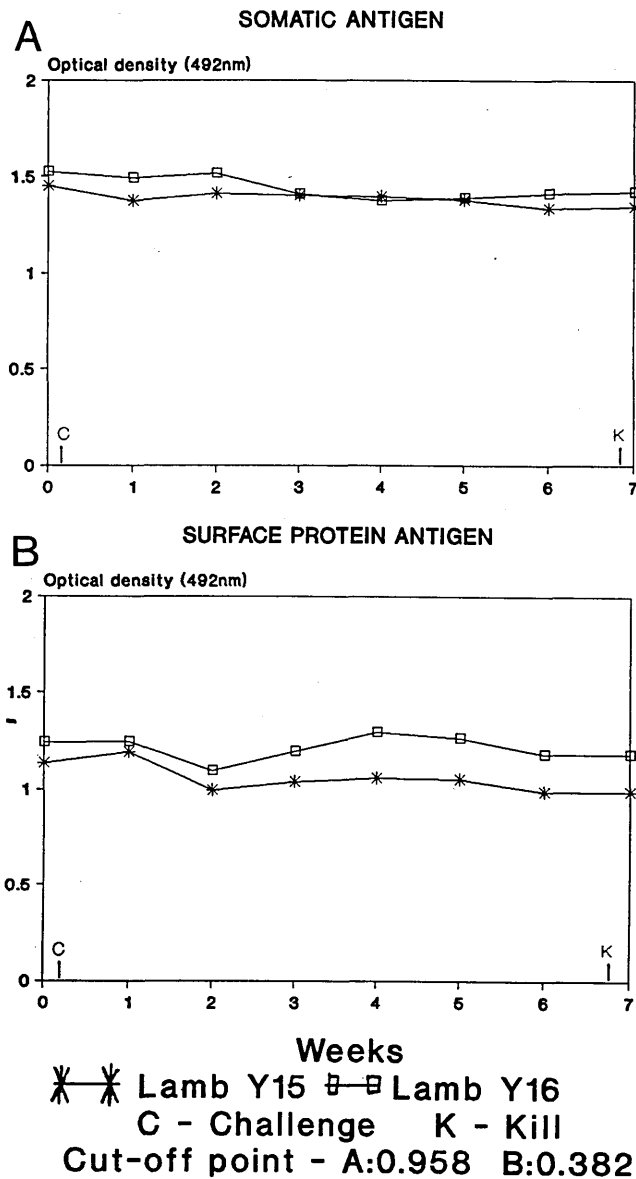 A
SOMATIC ANTIGEN
Optical density (492nm)
2
1.5
1
0.5
0
C
K
0 1 2 3 4 5 6 7
B
SURFACE PROTEIN ANTIGEN
Optical density (492nm)
2
1.5
1
0.5
0
C
K
0 1 2 3 4 5 6 7
Weeks
Lamb Y15 Lamb Y16
C - Challenge K - Kill
Cut-off point - A:0.958 B:0.382